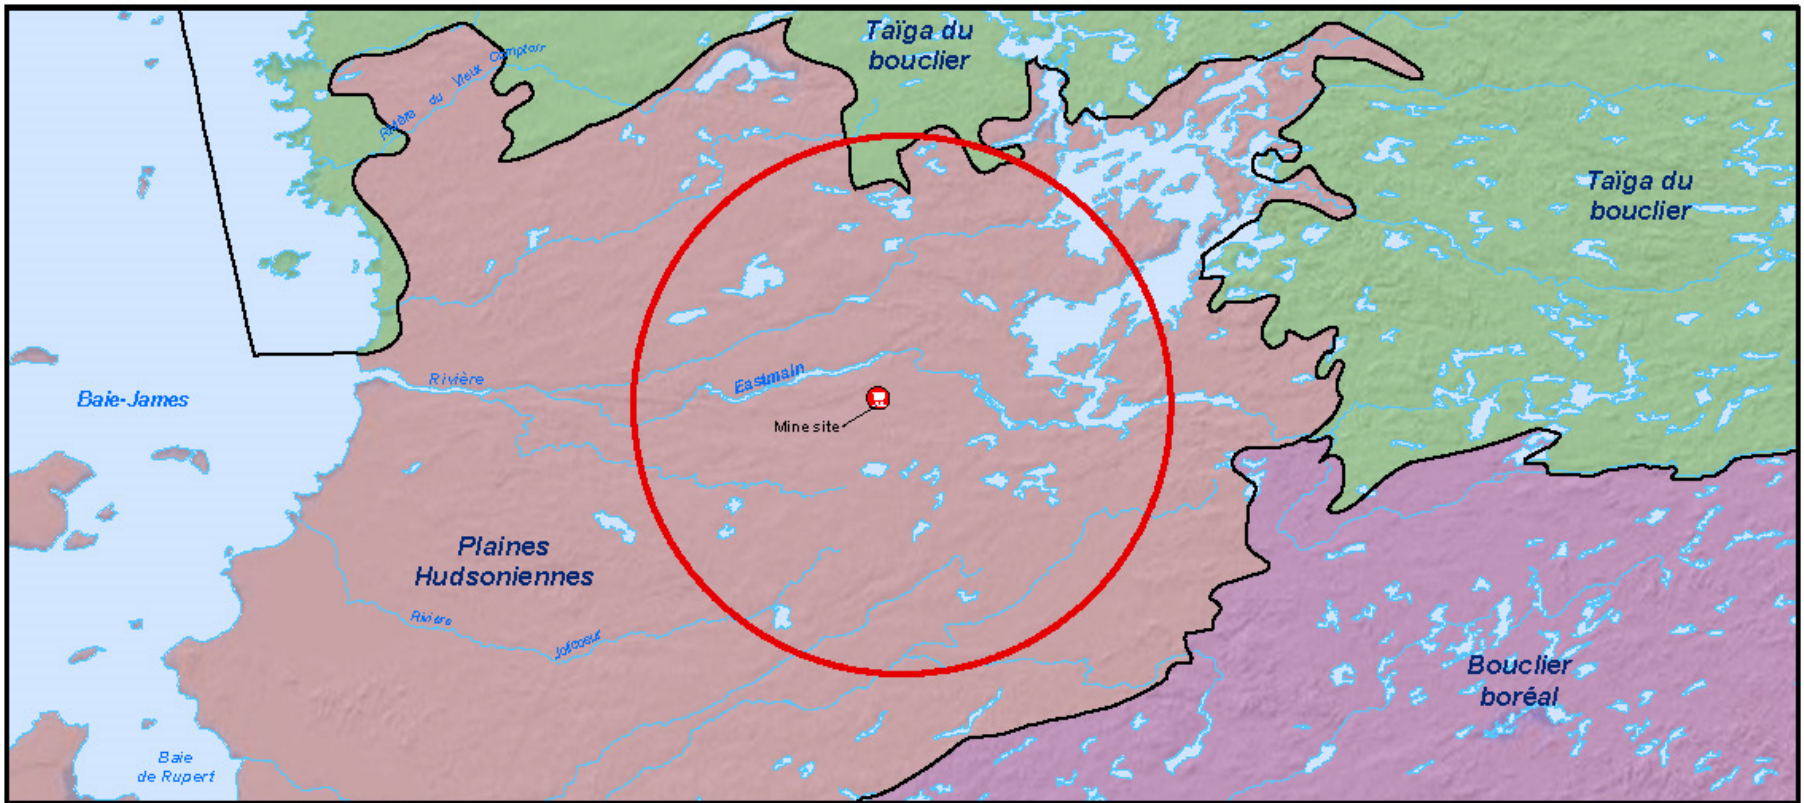 Taïga du
bouclier
Rivière du Vieux Comptoir
Taïga du
bouclier
Baie-James
Rivière
Eastmain
Mine site
Plaines
Hudsoniennes
Rivière
Jolicoeur
Bouclier
boréal
Baie
de Rupert